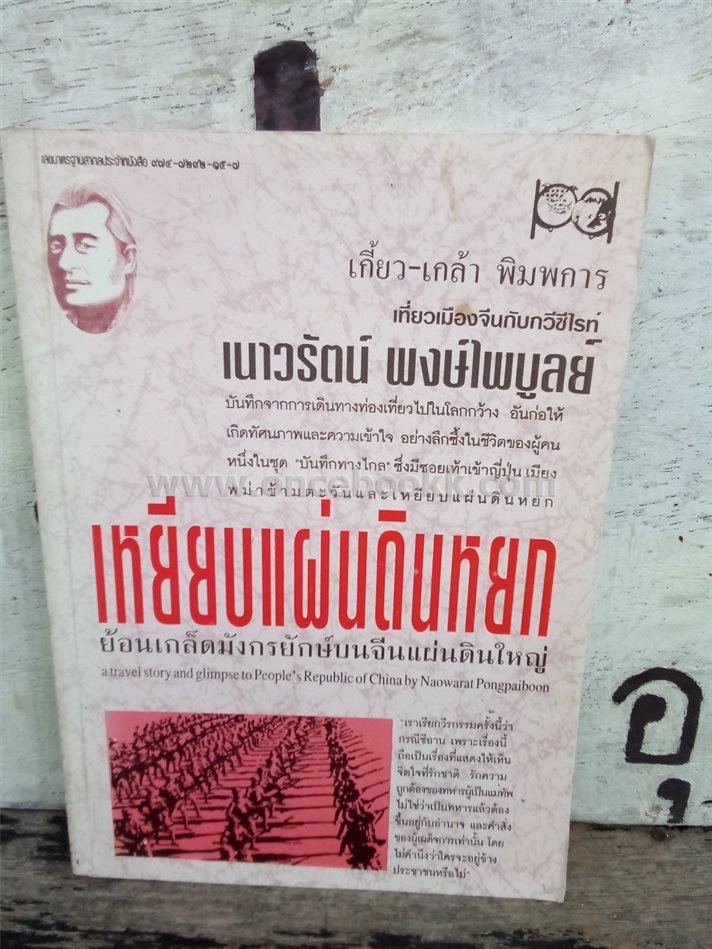 เลขมาตรฐานสากลประจำหนังสือ ๙๗๔-๗๒๙๒-๑๕-๗
เกี้ยว-เกล้า พิมพการ
เที่ยวเมืองจีนกับกวีซีไรท์
เนาวรัตน์ พงษ์ไพบูลย์
บันทึกจากการเดินทางท่องเที่ยวไปในโลกกว้าง อันก่อให้
เกิดทัศนภาพและความเข้าใจ อย่างลึกซึ้งในชีวิตของผู้คน
หนึ่งในชุด "บันทึกทางไกล" ซึ่งมีซอยเท้าเข้าญี่ปุ่น เมียง
พม่าข้ามตะวันและเหยียบแผ่นดินหยก
www.oncebookk.com
เหยียบแผ่นดินหยก
ย้อนเกล็ดมังกรยักษ์บนจีนแผ่นดินใหญ่
a travel story and glimpse to People's Republic of China by Naowarat Pongpaiboon
"เราเรียกวีรกรรมครั้งนี้ว่า
กรณีซีอาน เพราะเรื่องนี้
ถือเป็นเรื่องที่แสดงให้เห็น
จิตใจที่รักชาติ รักความ
ถูกต้องของทหารผู้เป็นแม่ทัพ
ไม่ใช่ว่าเป็นทหารแล้วต้อง
ขึ้นอยู่กับอำนาจ และคำสั่ง
ของผู้เผด็จการเท่านั้น โดย
ไม่คำนึงว่าใครจะอยู่ข้าง
ประชาชนหรือไม่"
อุ